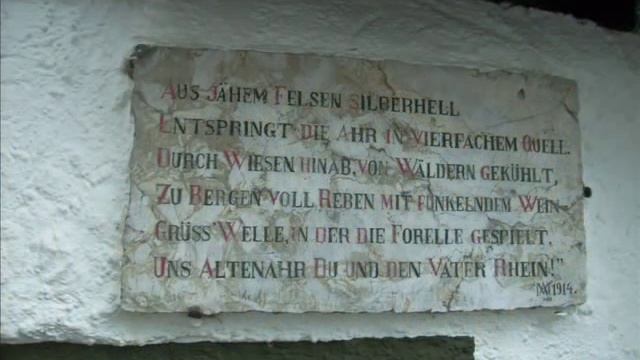 AUS JÄHEM FELSEN SILBERHELL
ENTSPRINGT DIE AHR IN VIERFACHEM QUELL.
DURCH WIESEN HINAB, VON WÄLDERN GEKÜHLT,
ZU BERGEN VOLL REBEN MIT FUNKELNDEM WEIN-
GRÜSS' WELLE, IN DER DIE FORELLE GESPIELT,
UNS ALTENAHR DU UND DEN VATER RHEIN!"
1914.